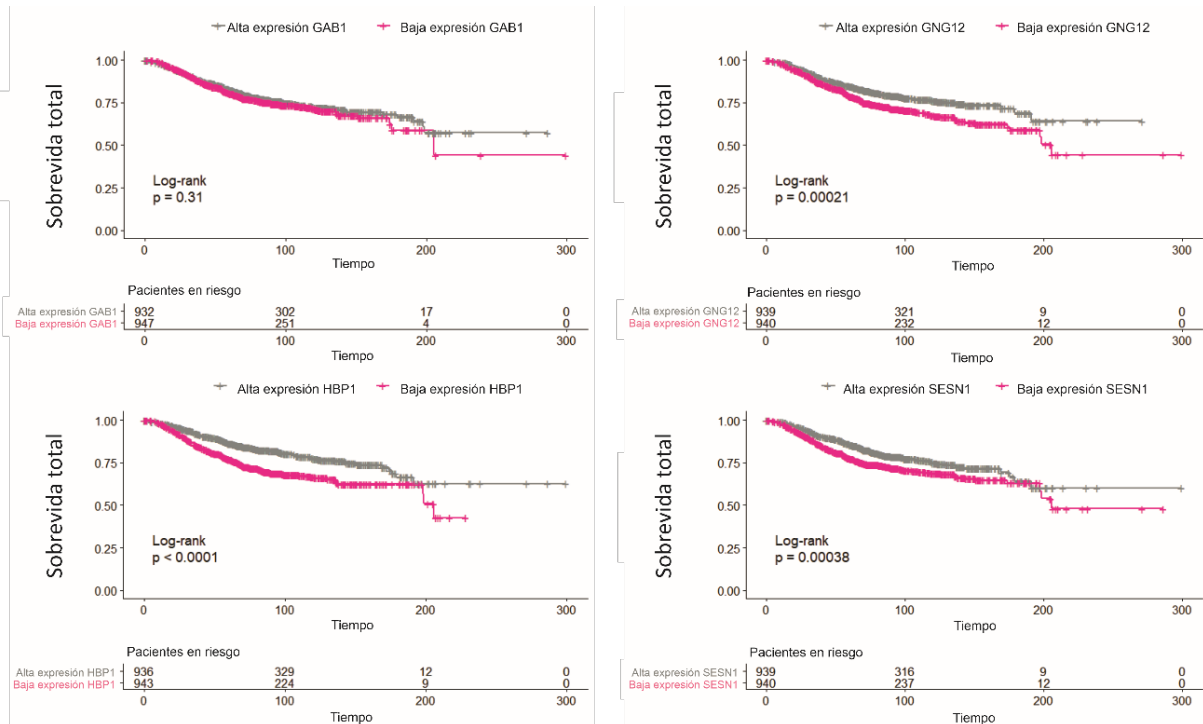 Alta expresión GAB1 Baja expresión GAB1
Sobrevida total
1.00
0.75
0.50
0.25
0.00
Log-rank
p = 0.31
0 100 200 300
Tiempo
Pacientes en riesgo
Alta expresión GAB1 932 302 17 0
Baja expresión GAB1 947 251 4 0
0 100 200 300
Tiempo
Alta expresión GNG12 Baja expresión GNG12
Sobrevida total
1.00
0.75
0.50
0.25
0.00
Log-rank
p = 0.00021
0 100 200 300
Tiempo
Pacientes en riesgo
Alta expresión GNG12 939 321 9 0
Baja expresión GNG12 940 232 12 0
0 100 200 300
Tiempo
Alta expresión HBP1 Baja expresión HBP1
Sobrevida total
1.00
0.75
0.50
0.25
0.00
Log-rank
p < 0.0001
0 100 200 300
Tiempo
Pacientes en riesgo
Alta expresión HBP1 936 329 12 0
Baja expresión HBP1 943 224 9 0
0 100 200 300
Tiempo
Alta expresión SESN1 Baja expresión SESN1
Sobrevida total
1.00
0.75
0.50
0.25
0.00
Log-rank
p = 0.00038
0 100 200 300
Tiempo
Pacientes en riesgo
Alta expresión SESN1 939 316 9 0
Baja expresión SESN1 940 237 12 0
0 100 200 300
Tiempo